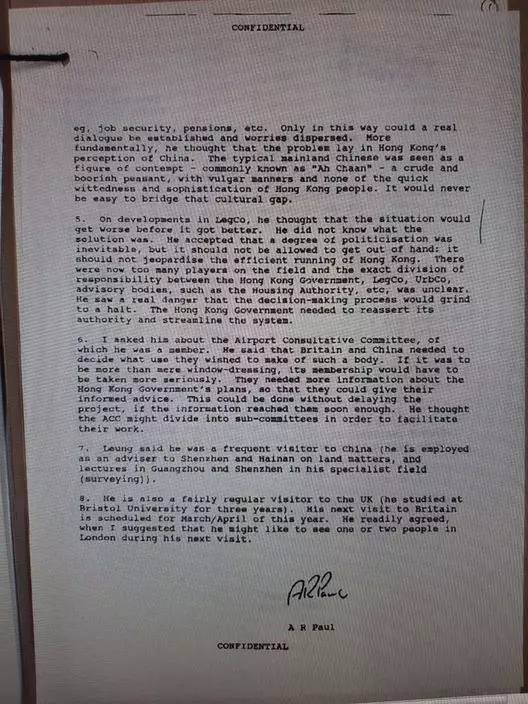 CONFIDENTIAL
eg, job security, pensions, etc. Only in this way could a real
dialogue be established and worries dispersed. More
fundamentally, he thought that the problem lay in Hong Kong's
perception of China. The typical mainland Chinese was seen as a
figure of contempt - commonly known as "Ah Chaan" - a crude and
boorish peasant, with vulgar manners and none of the quick
wittedness and sophistication of Hong Kong people. It would never
be easy to bridge that cultural gap.
5. On developments in LegCo, he thought that the situation would
get worse before it got better. He did not know what the
solution was. He accepted that a degree of politicisation was
inevitable, but it should not be allowed to get out of hand: it
should not jeopardise the efficient running of Hong Kong. There
were now too many players on the field and the exact division of
responsibility between the Hong Kong Government, LegCo, UrbCo,
advisory bodies, such as the Housing Authority, etc, was unclear.
He saw a real danger that the decision-making process would grind
to a halt. The Hong Kong Government needed to reassert its
authority and streamline the system.
6. I asked him about the Airport Consultative Committee, of
which he was a member. He said that Britain and China needed to
decide what use they wished to make of such a body. If it was to
be more than mere window-dressing, its membership would have to
be taken more seriously. They needed more information about the
Hong Kong Government's plans, so that they could give their
informed advice. This could be done without delaying the
project, if the information reached them soon enough. He thought
the ACC might divide into sub-committees in order to facilitate
their work.
7. Leung said he was a frequent visitor to China (he is employed
as an adviser to Shenzhen and Hainan on land matters, and
lectures in Guangzhou and Shenzhen in his specialist field
(surveying)).
8. He is also a fairly regular visitor to the UK (he studied at
Bristol University for three years). His next visit to Britain
is scheduled for March/April of this year. He readily agreed,
when I suggested that he might like to see one or two people in
London during his next visit.
A R Paul
A R Paul
CONFIDENTIAL